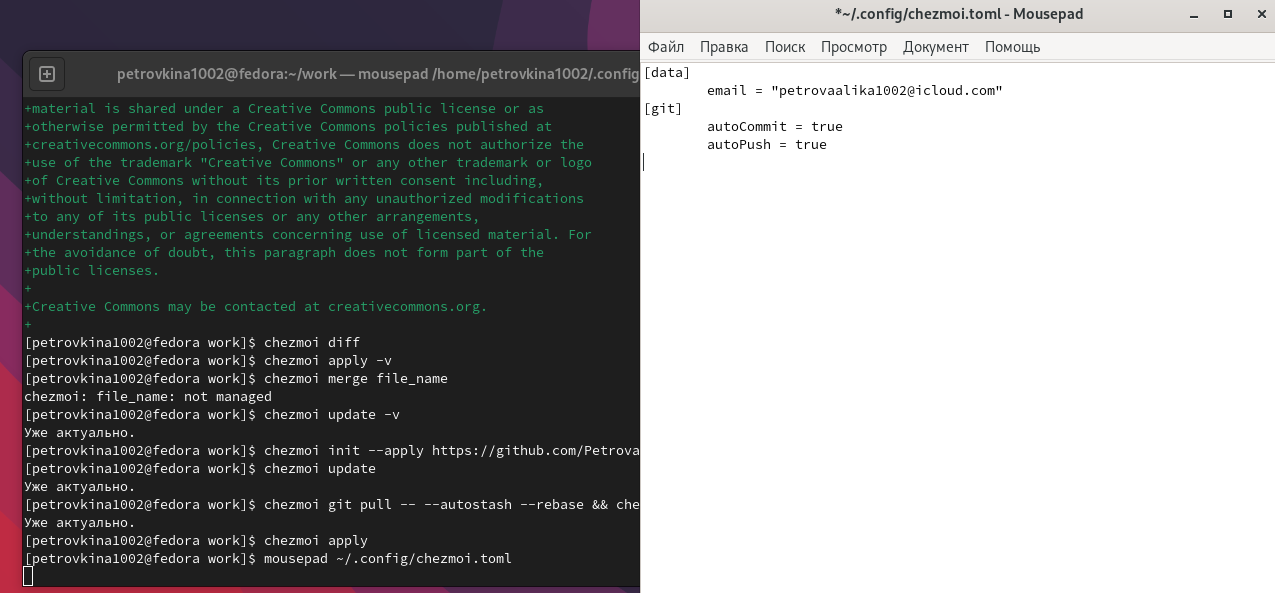 petrovkina1002@fedora:~/work — mousepad /home/petrovkina1002/.config
+material is shared under a Creative Commons public license or as
+otherwise permitted by the Creative Commons policies published at
+creativecommons.org/policies, Creative Commons does not authorize the
+use of the trademark "Creative Commons" or any other trademark or logo
+of Creative Commons without its prior written consent including,
+without limitation, in connection with any unauthorized modifications
+to any of its public licenses or any other arrangements,
+understandings, or agreements concerning use of licensed material. For
+the avoidance of doubt, this paragraph does not form part of the
+public licenses.
+
+Creative Commons may be contacted at creativecommons.org.
+
[petrovkina1002@fedora work]$ chezmoi diff
[petrovkina1002@fedora work]$ chezmoi apply -v
[petrovkina1002@fedora work]$ chezmoi merge file_name
chezmoi: file_name: not managed
[petrovkina1002@fedora work]$ chezmoi update -v
Уже актуально.
[petrovkina1002@fedora work]$ chezmoi init --apply https://github.com/Petrova
[petrovkina1002@fedora work]$ chezmoi update
Уже актуально.
[petrovkina1002@fedora work]$ chezmoi git pull -- --autostash --rebase && che
Уже актуально.
[petrovkina1002@fedora work]$ chezmoi apply
[petrovkina1002@fedora work]$ mousepad ~/.config/chezmoi.toml
*~/.config/chezmoi.toml - Mousepad
Файл Правка Поиск Просмотр Документ Помощь
[data]
email = "petrovaalika1002@icloud.com"
[git]
autoCommit = true
autoPush = true